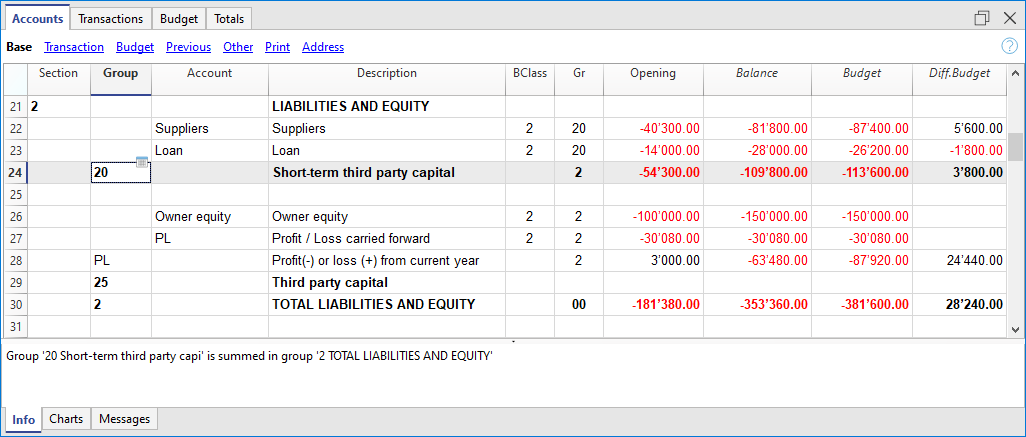 Accounts Transactions Budget Totals
Base Transaction Budget Previous Other Print Address
Section Group Account Description BClass Gr Opening Balance Budget Diff.Budget
21 2 LIABILITIES AND EQUITY
22 Suppliers Suppliers 2 20 -40'300.00 -81'800.00 -87'400.00 5'600.00
23 Loan Loan 2 20 -14'000.00 -28'000.00 -26'200.00 -1'800.00
24 20 Short-term third party capital 2 -54'300.00 -109'800.00 -113'600.00 3'800.00
25
26 Owner equity Owner equity 2 2 -100'000.00 -150'000.00 -150'000.00
27 PL Profit / Loss carried forward 2 2 -30'080.00 -30'080.00 -30'080.00
28 PL Profit(-) or loss (+) from current year 2 3'000.00 -63'480.00 -87'920.00 24'440.00
29 25 Third party capital
30 2 TOTAL LIABILITIES AND EQUITY 00 -181'380.00 -353'360.00 -381'600.00 28'240.00
31
Group '20 Short-term third party capi' is summed in group '2 TOTAL LIABILITIES AND EQUITY'
Info Charts Messages